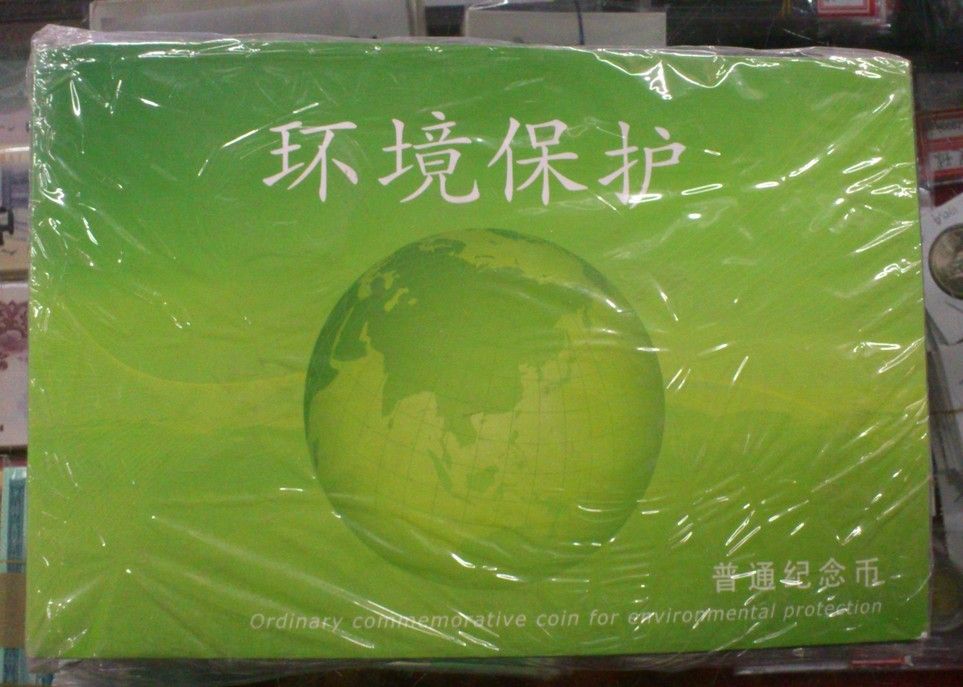 环境保护
普通纪念币
Ordinary commemorative coin for environmental protection